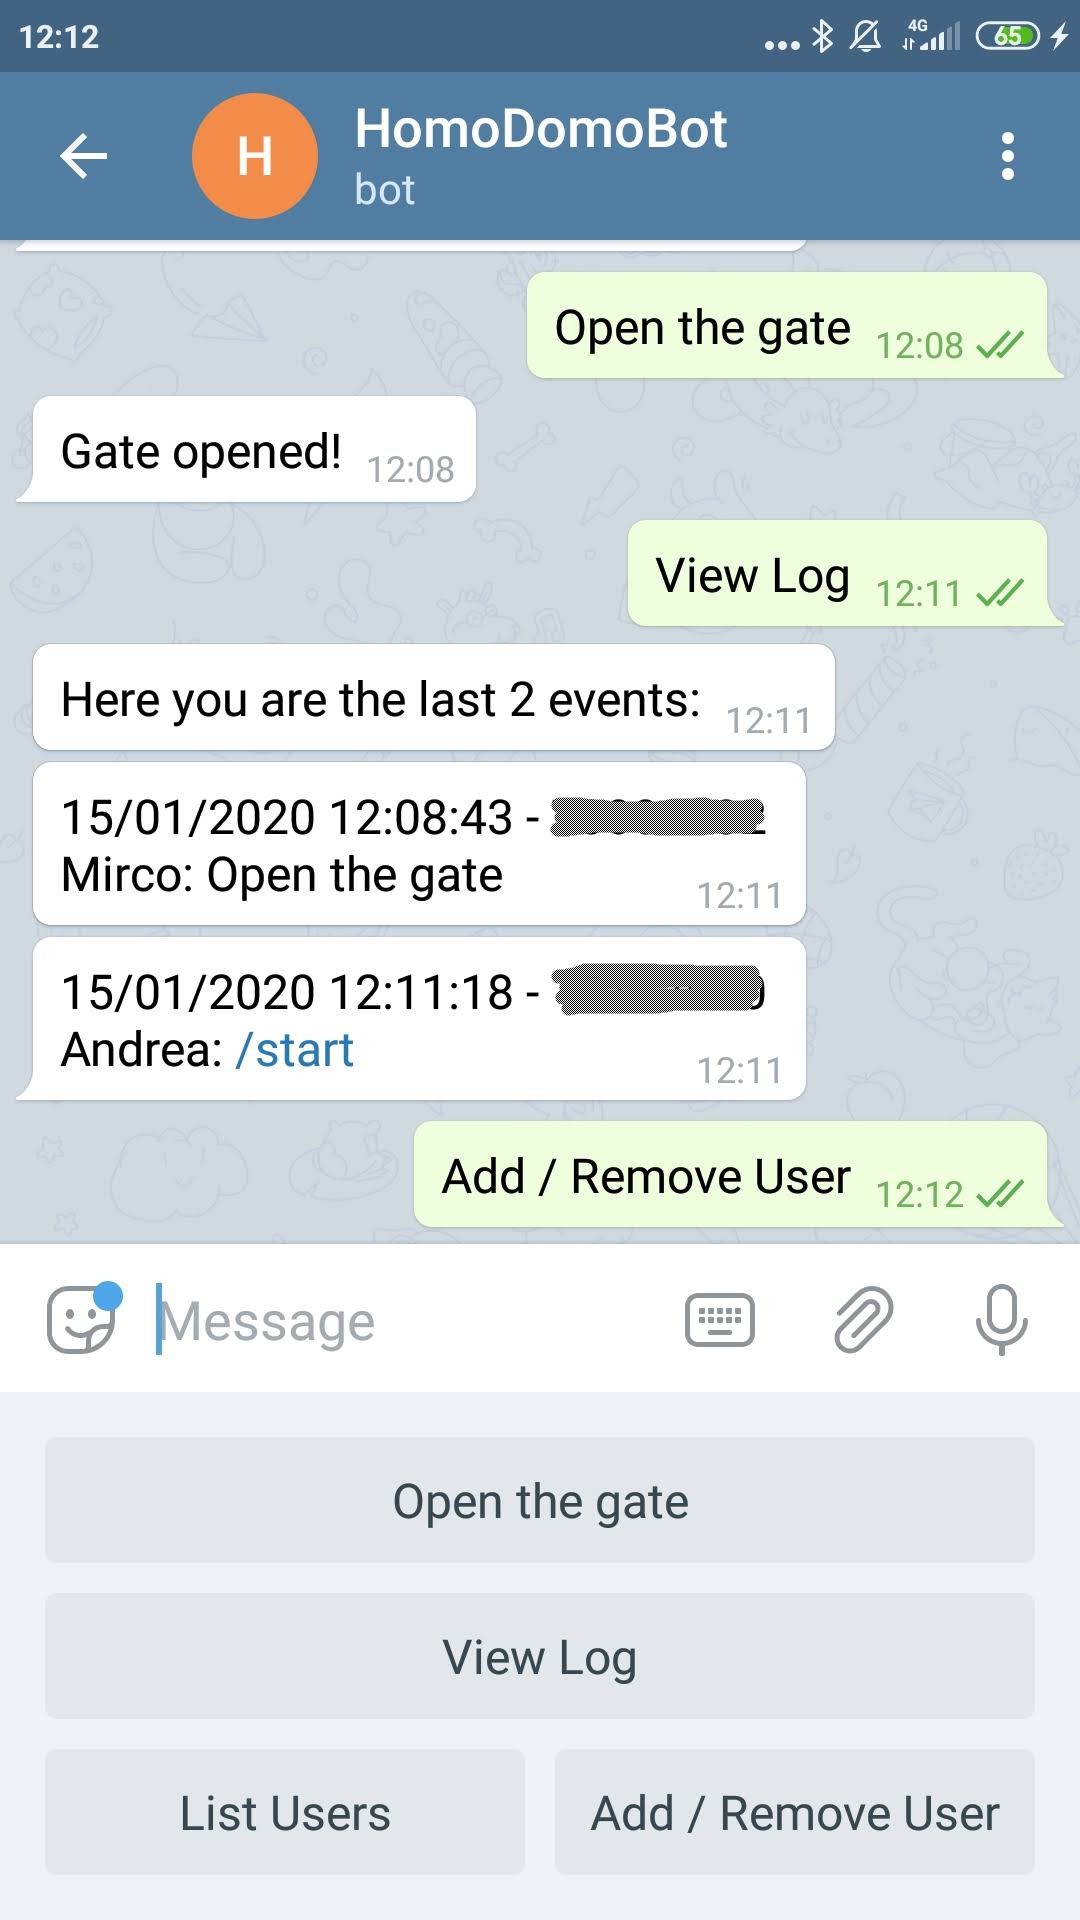 12:12
4G
65
H
HomoDomoBot
bot
Open the gate 12:08
Gate opened! 12:08
View Log 12:11
Here you are the last 2 events: 12:11
15/01/2020 12:08:43 -
Mirco: Open the gate 12:11
15/01/2020 12:11:18 -
Andrea: /start 12:11
Add / Remove User 12:12
Message
Open the gate
View Log
List Users
Add / Remove User